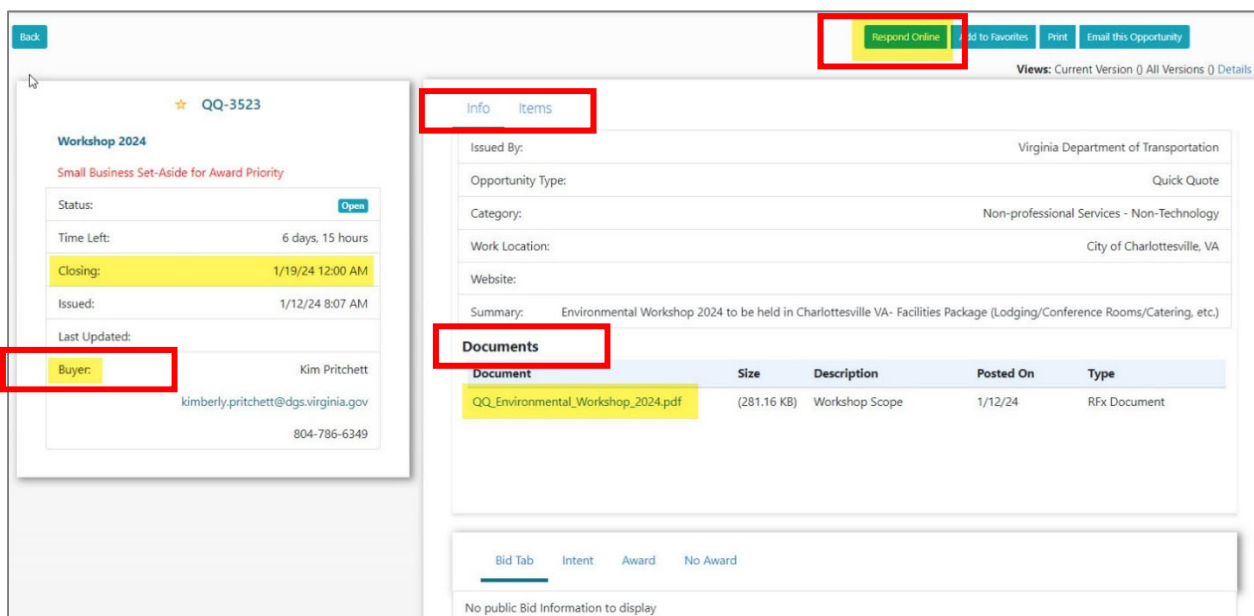 Back
Respond Online Add to Favorites Print Email this Opportunity
Views: Current Version () All Versions () Details
QQ-3523
Workshop 2024
Small Business Set-Aside for Award Priority
Status: Open
Time Left: 6 days, 15 hours
Closing: 1/19/24 12:00 AM
Issued: 1/12/24 8:07 AM
Last Updated:
Buyer: Kim Pritchett
kimberly.pritchett@dgs.virginia.gov
804-786-6349
Info Items
Issued By: Virginia Department of Transportation
Opportunity Type: Quick Quote
Category: Non-professional Services - Non-Technology
Work Location: City of Charlottesville, VA
Website:
Summary: Environmental Workshop 2024 to be held in Charlottesville VA- Facilities Package (Lodging/Conference Rooms/Catering, etc.)
Documents
Document Size Description Posted On Type
QQ_Environmental_Workshop_2024.pdf (281.16 KB) Workshop Scope 1/12/24 RFx Document
Bid Tab Intent Award No Award
No public Bid Information to display